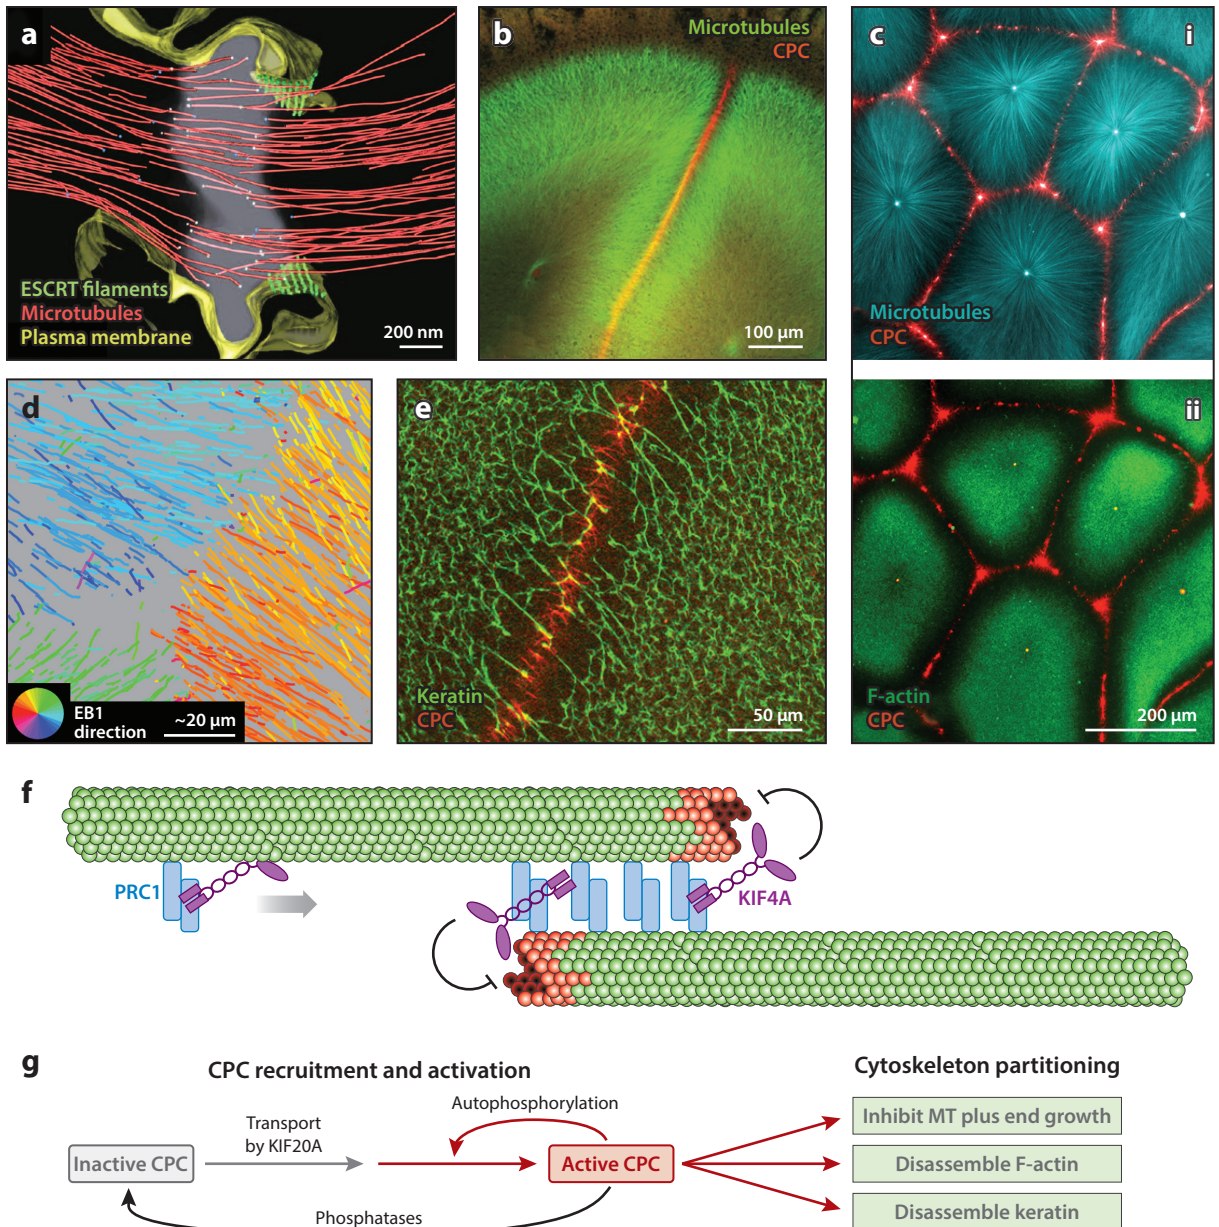 a
ESCRT filaments
Microtubules
Plasma membrane
200 nm
b
Microtubules
CPC
100 μm
c
i
Microtubules
CPC
ii
F-actin
CPC
200 μm
d
EB1
direction
~20 μm
e
Keratin
CPC
50 μm
f
PRC1
KIF4A
g
CPC recruitment and activation
Cytoskeleton partitioning
Autophosphorylation
Transport
by KIF20A
Inactive CPC
Active CPC
Phosphatases
Inhibit MT plus end growth
Disassemble F-actin
Disassemble keratin